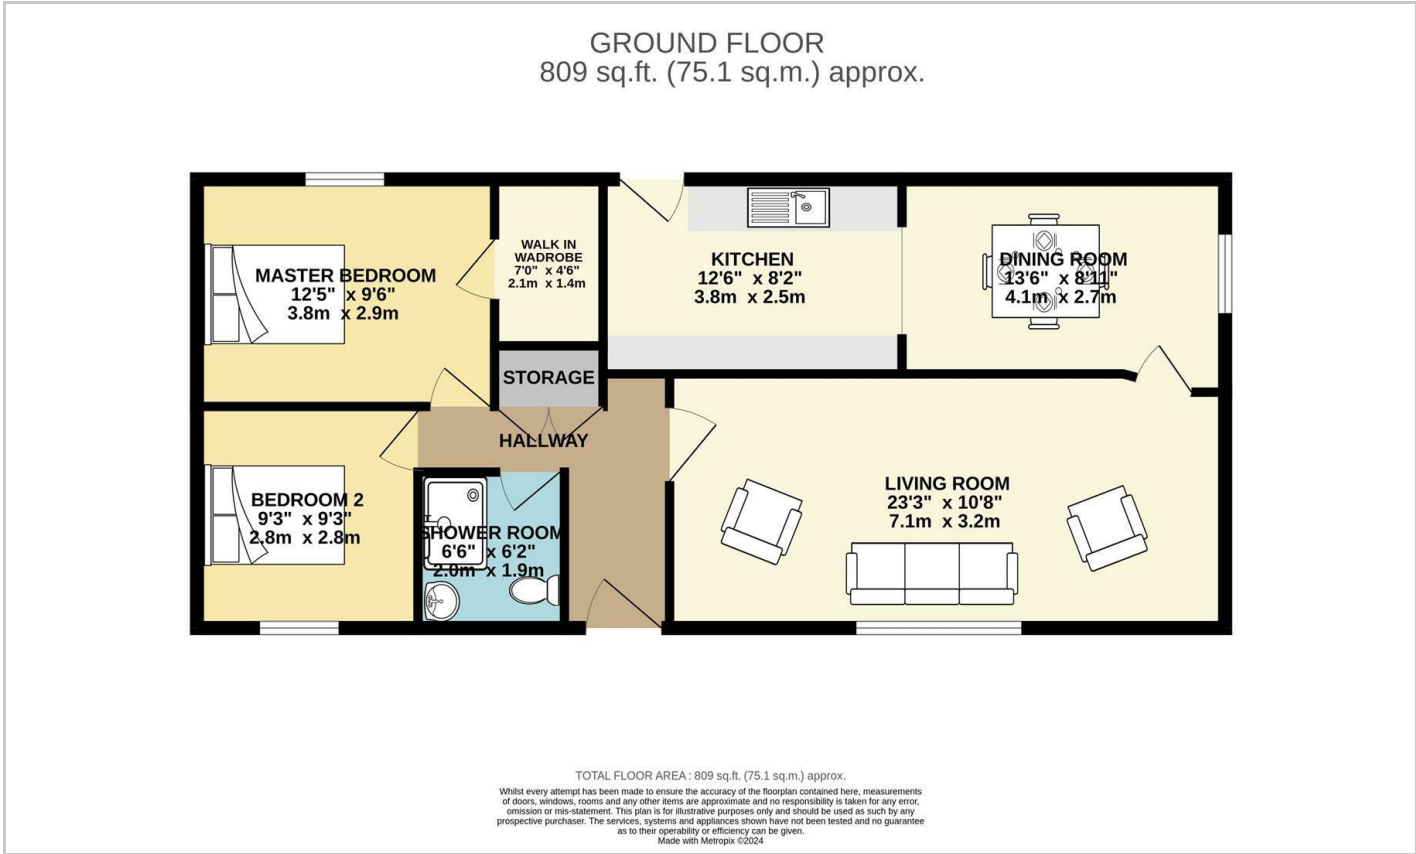 GROUND FLOOR
809 sq.ft. (75.1 sq.m.) approx.
MASTER BEDROOM
12'5" x 9'6"
3.8m x 2.9m
WALK IN
WADROBE
7'0" x 4'6"
2.1m x 1.4m
KITCHEN
12'6" x 8'2"
3.8m x 2.5m
DINING ROOM
13'6" x 8'11"
4.1m x 2.7m
STORAGE
HALLWAY
BEDROOM 2
9'3" x 9'3"
2.8m x 2.8m
SHOWER ROOM
6'6" x 6'2"
2.0m x 1.9m
LIVING ROOM
23'3" x 10'8"
7.1m x 3.2m
TOTAL FLOOR AREA : 809 sq.ft. (75.1 sq.m.) approx.
Whilst every attempt has been made to ensure the accuracy of the floorplan contained here, measurements
of doors, windows, rooms and any other items are approximate and no responsibility is taken for any error,
omission or mis-statement. This plan is for illustrative purposes only and should be used as such by any
prospective purchaser. The services, systems and appliances shown have not been tested and no guarantee
as to their operability or efficiency can be given.
Made with Metropix ©2024